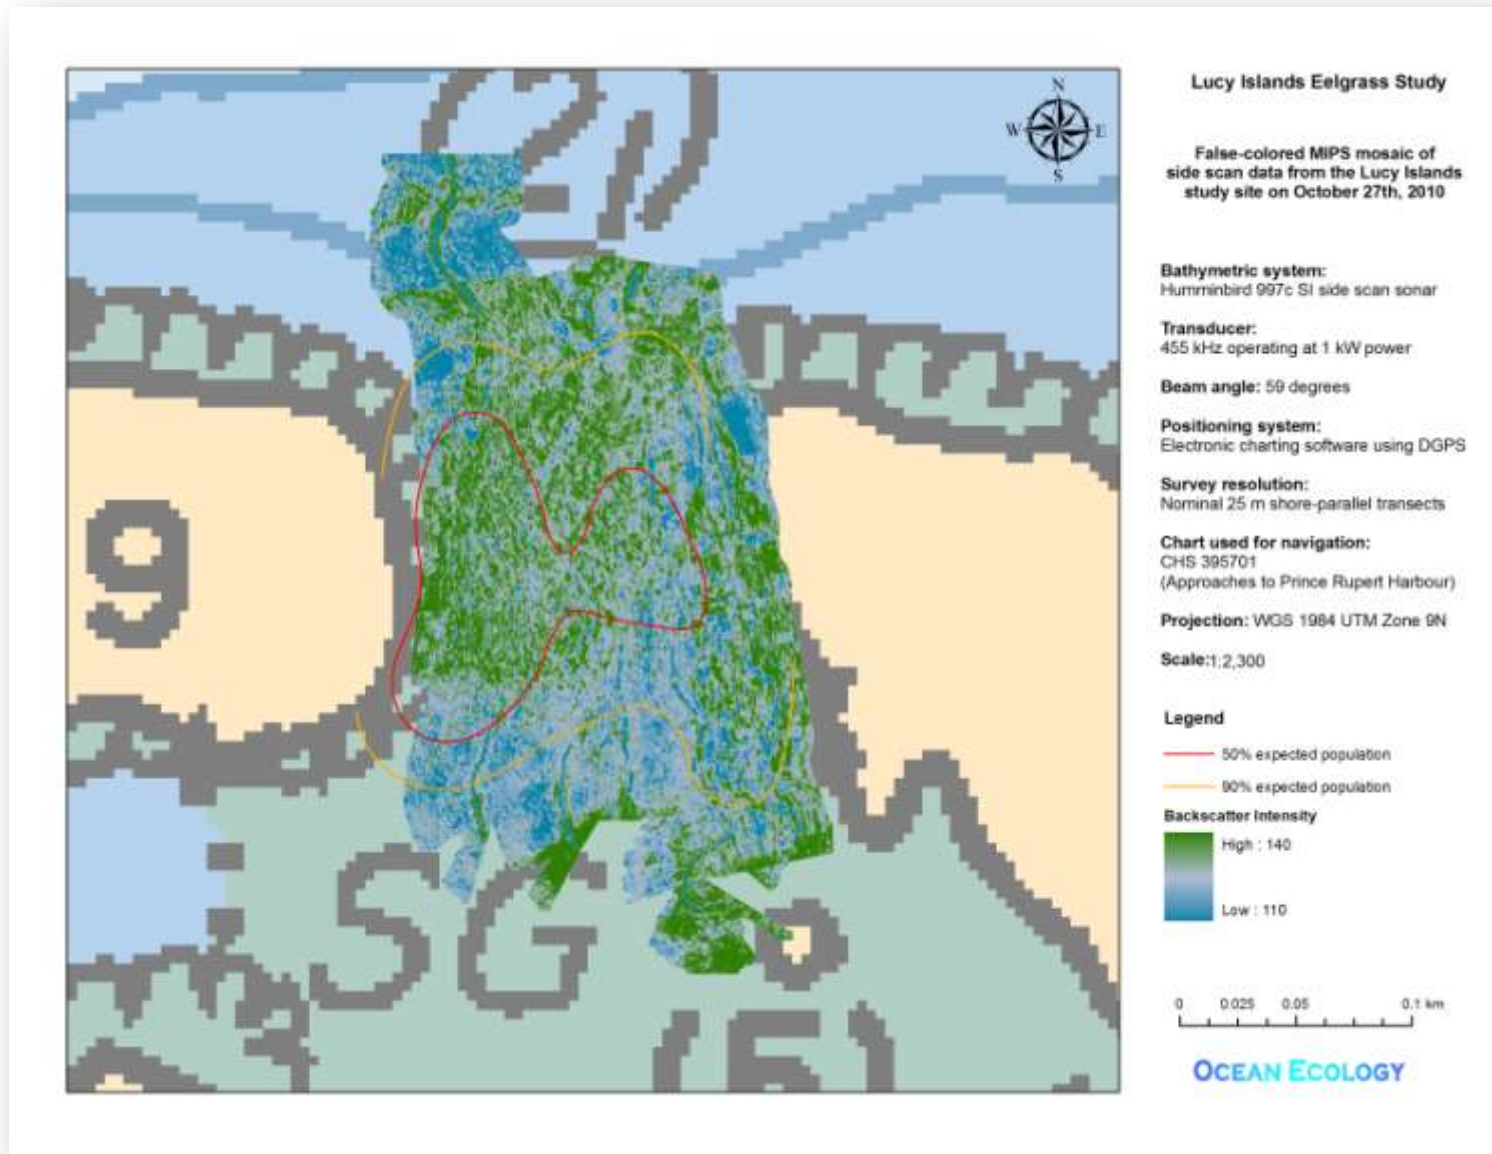 2
N
W E
S
9
SG
(5)
Lucy Islands Eelgrass Study
False-colored MIPS mosaic of
side scan data from the Lucy Islands
study site on October 27th, 2010
Bathymetric system:
Humminbird 997c SI side scan sonar
Transducer:
455 kHz operating at 1 kW power
Beam angle: 59 degrees
Positioning system:
Electronic charting software using DGPS
Survey resolution:
Nominal 25 m shore-parallel transects
Chart used for navigation:
CHS 395701
(Approaches to Prince Rupert Harbour)
Projection: WGS 1984 UTM Zone 9N
Scale:1:2,300
Legend
50% expected population
90% expected population
Backscatter Intensity
High : 140
Low : 110
0 0.025 0.05 0.1 km
OCEAN ECOLOGY